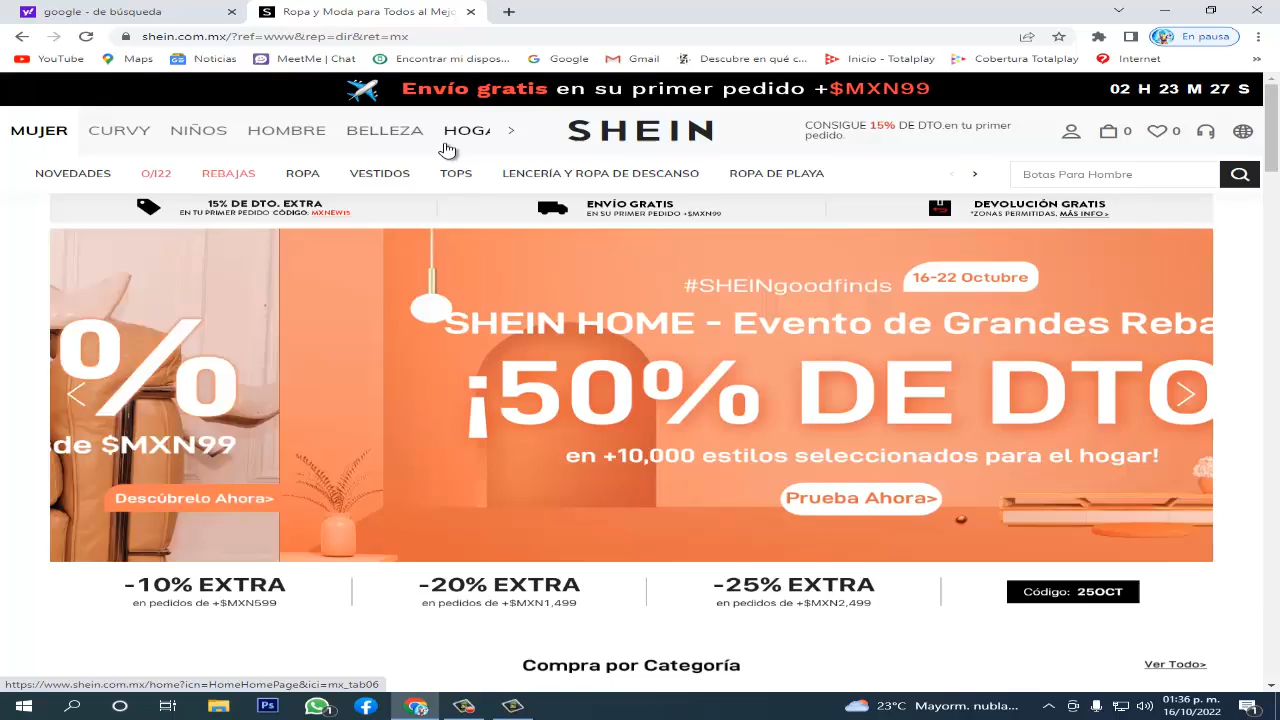 google - de búsqueda
Ropa y Moda para Todos al Mejo
shein.com.mx/?ref=www&rep=dir&ret=mx
En pausa
YouTube
Maps
Noticias
MeetMe | Chat
Encontrar mi dispos...
Google
Gmail
Descubre en qué c...
Inicio - Totalplay
Cobertura Totalplay
Internet
»
Envío gratis en su primer pedido +$MXN99
02 H 23 M 27 S
MUJER
CURVY
NIÑOS
HOMBRE
BELLEZA
HOGA
SHEIN
CONSIGUE 15% DE DTO.en tu primer
pedido.
0
0
NOVEDADES
O/I22
REBAJAS
ROPA
VESTIDOS
TOPS
LENCERÍA Y ROPA DE DESCANSO
ROPA DE PLAYA
Botas Para Hombre
15% DE DTO. EXTRA
EN TU PRIMER PEDIDO CÓDIGO: MXNEW15
ENVÍO GRATIS
EN SU PRIMER PEDIDO +$MXN99
DEVOLUCIÓN GRATIS
*ZONAS PERMITIDAS. MÁS INFO >
%
sde $MXN99
Descúbrelo Ahora>
#SHEINgoodfinds
16-22 Octubre
SHEIN HOME - Evento de Grandes Reba
¡50% DE DTO
en +10,000 estilos seleccionados para el hogar!
Prueba Ahora>
-10% EXTRA
en pedidos de +$MXN599
-20% EXTRA
en pedidos de +$MXN1,499
-25% EXTRA
en pedidos de +$MXN2,499
Código: 25OCT
Compra por Categoría
Ver Todo>
https://www.shein.com.mx/home?icn=HomeHomePage&ici=mx_tab06
Ps
1
23°C Mayorm. nubla...
01:36 p. m.
16/10/2022
1